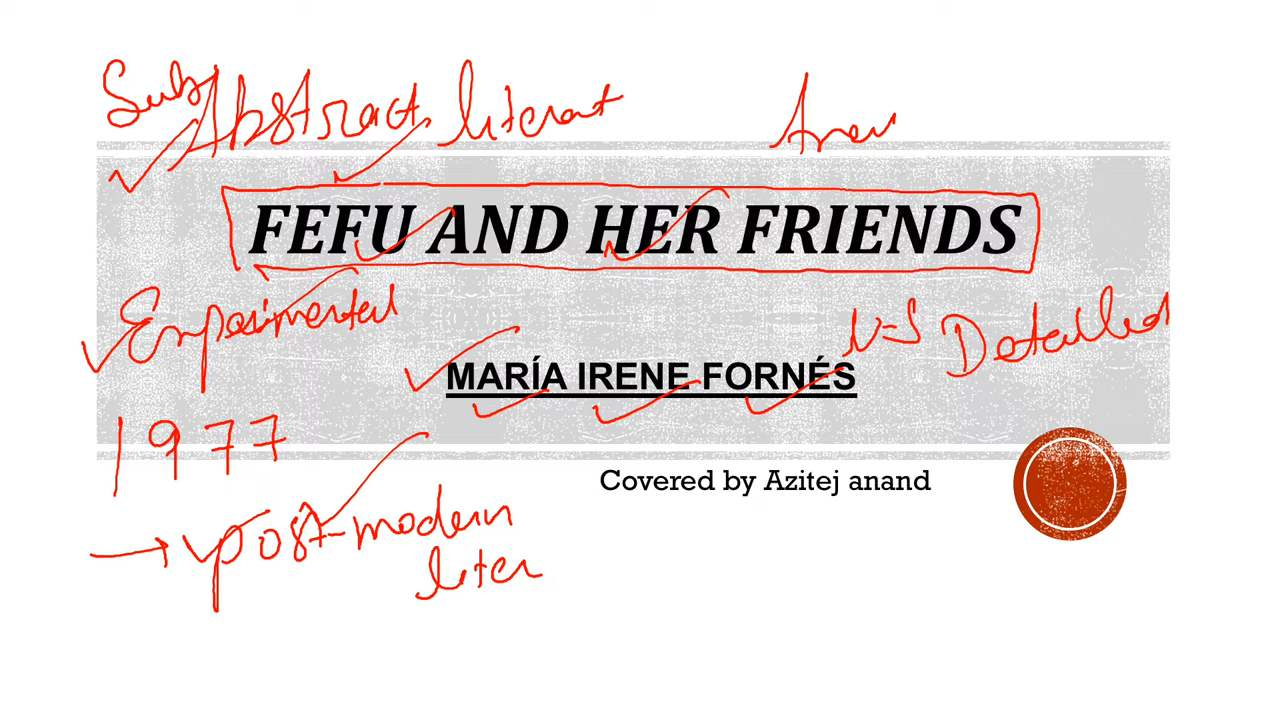 Sub
Abstract literat
FEFU AND HER FRIENDS
Experimental
U-S Detailed
MARÍA IRENE FORNÉS
1977
Covered by Azitej anand
→ post-modern
liter